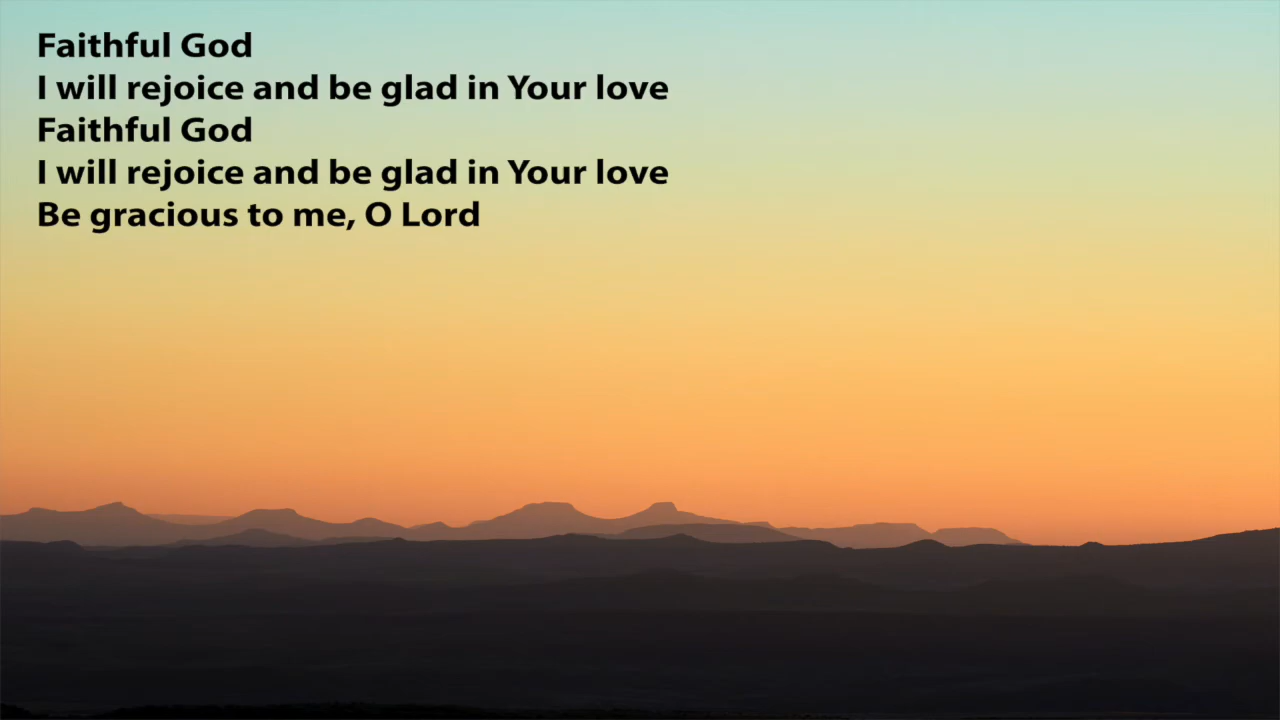 Faithful God
I will rejoice and be glad in Your love
Faithful God
I will rejoice and be glad in Your love
Be gracious to me, O Lord